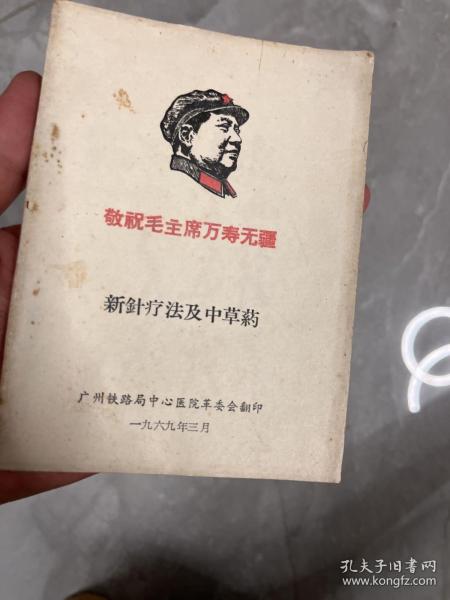 敬祝毛主席万寿无疆
新針疗法及中草药
广州铁路局中心医院革委会翻印
一九六九年三月
孔夫子旧书网
www.kongfz.com